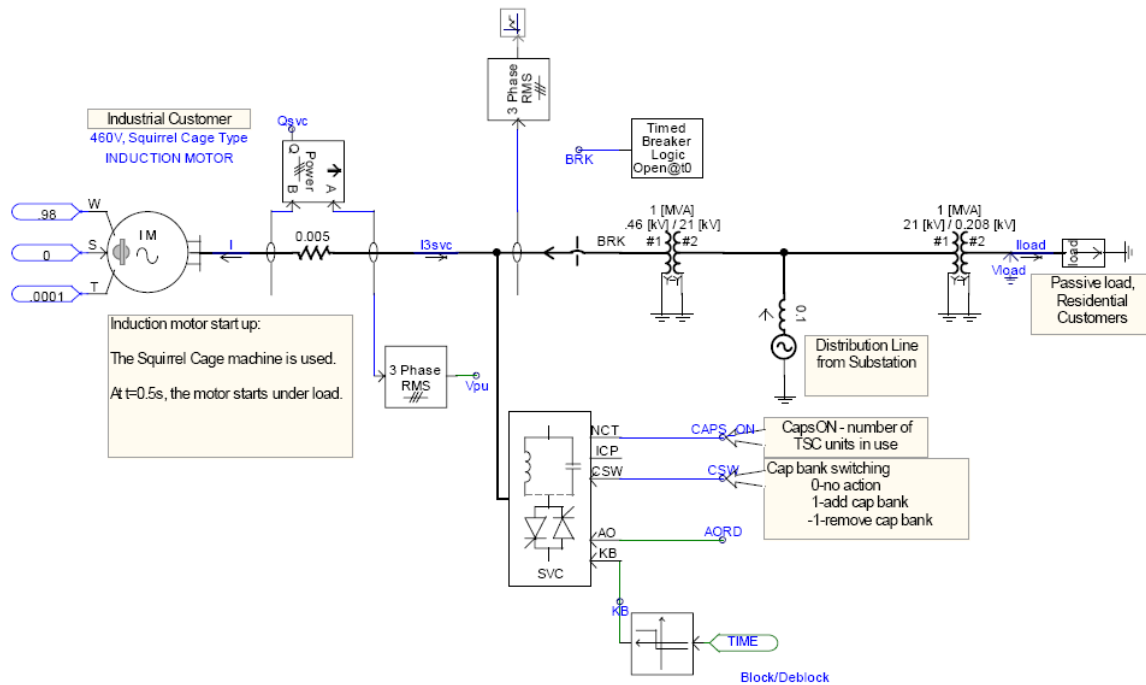 3 Phase
RMS
Industrial Customer
460V, Squirrel Cage Type
INDUCTION MOTOR
Qsvc
Power
Q
B
A
Timed
Breaker
Logic
Open@t0
BRK
W
S
T
.98
0
.0001
IM
I
0.005
I3svc
BRK
1 [MVA]
.46 [kV] / 21 [kV]
#1
#2
1 [MVA]
21 [kV] / 0.208 [kV]
#1
#2
Iload
Vload
load
Passive load,
Residential
Customers
0.1
Distribution Line
from Substation
Induction motor start up:
The Squirrel Cage machine is used.
At t=0.5s, the motor starts under load.
3 Phase
RMS
Vpu
NCT
ICP
CSW
AO
KB
SVC
CAPS_ON
CSW
AORD
CapsON - number of
TSC units in use
Cap bank switching
0-no action
1-add cap bank
-1-remove cap bank
KB
TIME
Block/Deblock